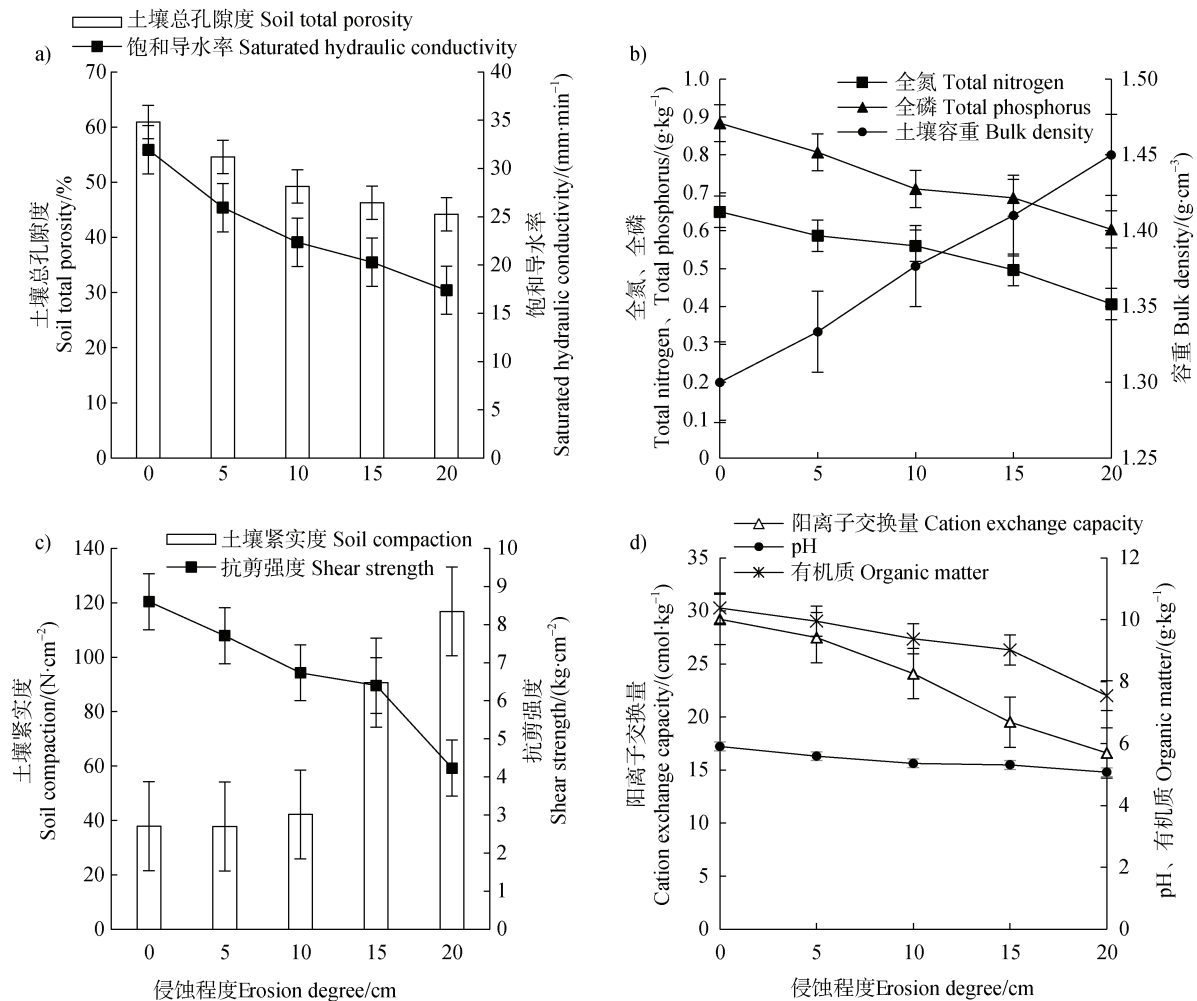 土壤总孔隙度 Soil total porosity
饱和导水率 Saturated hydraulic conductivity
a)
70
60
50
40
30
20
10
0
土壤总孔隙度
Soil total porosity/%
40
35
30
25
20
15
10
5
0
饱和导水率
Saturated hydraulic conductivity/(mm·min⁻¹)
0 5 10 15 20
b)
全氮 Total nitrogen
全磷 Total phosphorus
土壤容重 Bulk density
1.0
0.9
0.8
0.7
0.6
0.5
0.4
0.3
0.2
0.1
0
全氮、全磷
Total nitrogen、Total phosphorus/(g·kg⁻¹)
1.50
1.45
1.40
1.35
1.30
1.25
容重 Bulk density/(g·cm⁻³)
0 5 10 15 20
c)
土壤紧实度 Soil compaction
抗剪强度 Shear strength
140
120
100
80
60
40
20
0
土壤紧实度
Soil compaction/(N·cm⁻²)
10
9
8
7
6
5
4
3
2
1
0
抗剪强度
Shear strength/(kg·cm⁻²)
0 5 10 15 20
侵蚀程度Erosion degree/cm
d)
阳离子交换量 Cation exchange capacity
pH
有机质 Organic matter
35
30
25
20
15
10
5
0
阳离子交换量
Cation exchange capacity/(cmol·kg⁻¹)
12
10
8
6
4
2
0
pH、有机质 Organic matter/(g·kg⁻¹)
0 5 10 15 20
侵蚀程度Erosion degree/cm